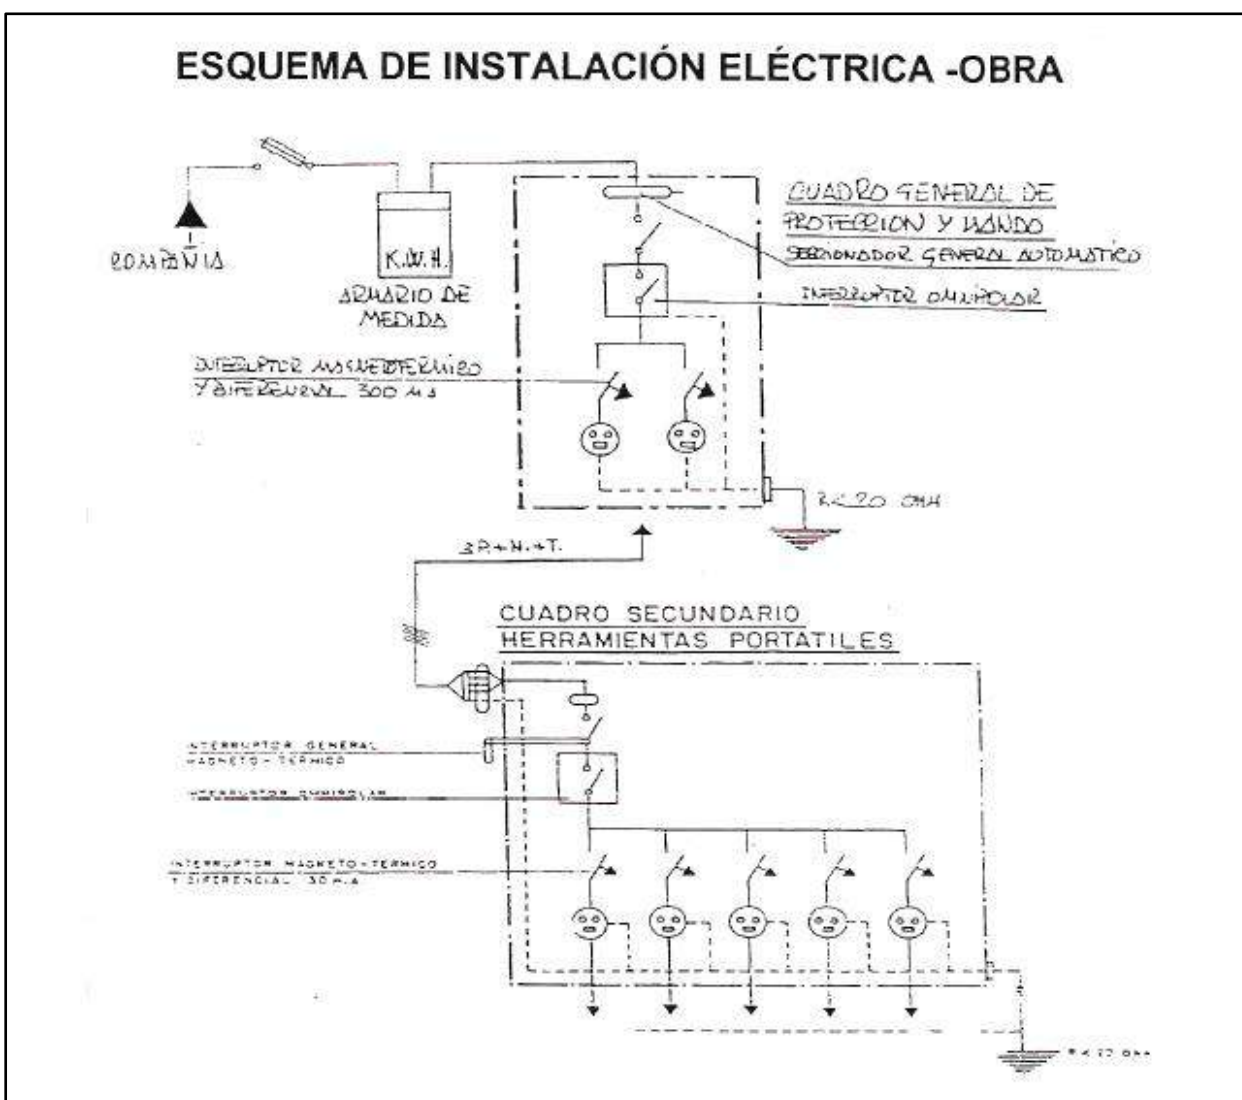 ESQUEMA DE INSTALACIÓN ELÉCTRICA -OBRA
COMPAÑIA
K.W.H.
ARMARIO DE
MEDIDA
CUADRO GENERAL DE
PROTECCION Y MANDO
SECCIONADOR GENERAL AUTOMATICO
INTERRUPTOR OMNIPOLAR
INTERRUPTOR MAGNETOTERMICO
Y DIFERENCIAL 300 MA
R < 20 OHM
3P.+N.+T.
CUADRO SECUNDARIO
HERRAMIENTAS PORTATILES
INTERRUPTOR GENERAL
MAGNETO-TERMICO
INTERRUPTOR OMNIPOLAR
INTERRUPTOR MAGNETO-TERMICO
Y DIFERENCIAL 30 M.A
R <